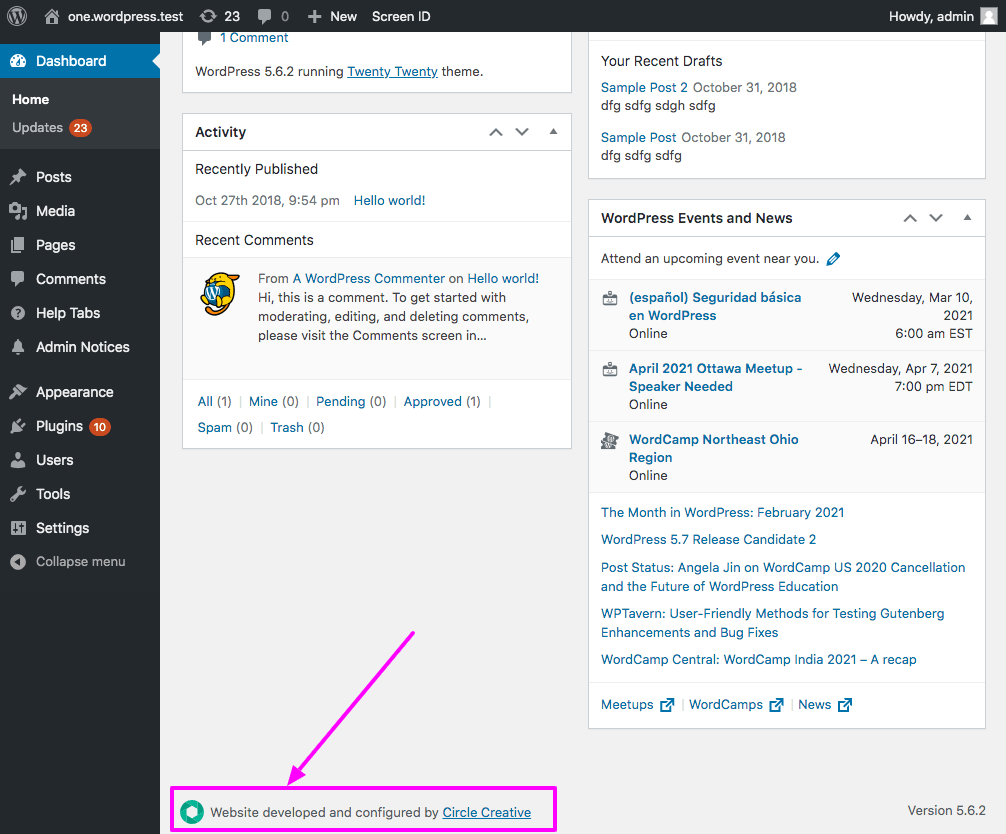 one.wordpress.test 23 0 New Screen ID Howdy, admin
Dashboard
Home
Updates 23
Posts
Media
Pages
Comments
Help Tabs
Admin Notices
Appearance
Plugins 10
Users
Tools
Settings
Collapse menu
1 Comment
WordPress 5.6.2 running Twenty Twenty theme.
Activity
Recently Published
Oct 27th 2018, 9:54 pm Hello world!
Recent Comments
From A WordPress Commenter on Hello world!
Hi, this is a comment. To get started with
moderating, editing, and deleting comments,
please visit the Comments screen in…
All (1) | Mine (0) | Pending (0) | Approved (1) |
Spam (0) | Trash (0)
Your Recent Drafts
Sample Post 2 October 31, 2018
dfg sdfg sdgh sdfg
Sample Post October 31, 2018
dfg sdfg sdfg
WordPress Events and News
Attend an upcoming event near you.
(español) Seguridad básica
en WordPress
Online
Wednesday, Mar 10,
2021
6:00 am EST
April 2021 Ottawa Meetup -
Speaker Needed
Online
Wednesday, Apr 7, 2021
7:00 pm EDT
WordCamp Northeast Ohio
Region
Online
April 16–18, 2021
The Month in WordPress: February 2021
WordPress 5.7 Release Candidate 2
Post Status: Angela Jin on WordCamp US 2020 Cancellation
and the Future of WordPress Education
WPTavern: User-Friendly Methods for Testing Gutenberg
Enhancements and Bug Fixes
WordCamp Central: WordCamp India 2021 – A recap
Meetups | WordCamps | News
Website developed and configured by Circle Creative
Version 5.6.2